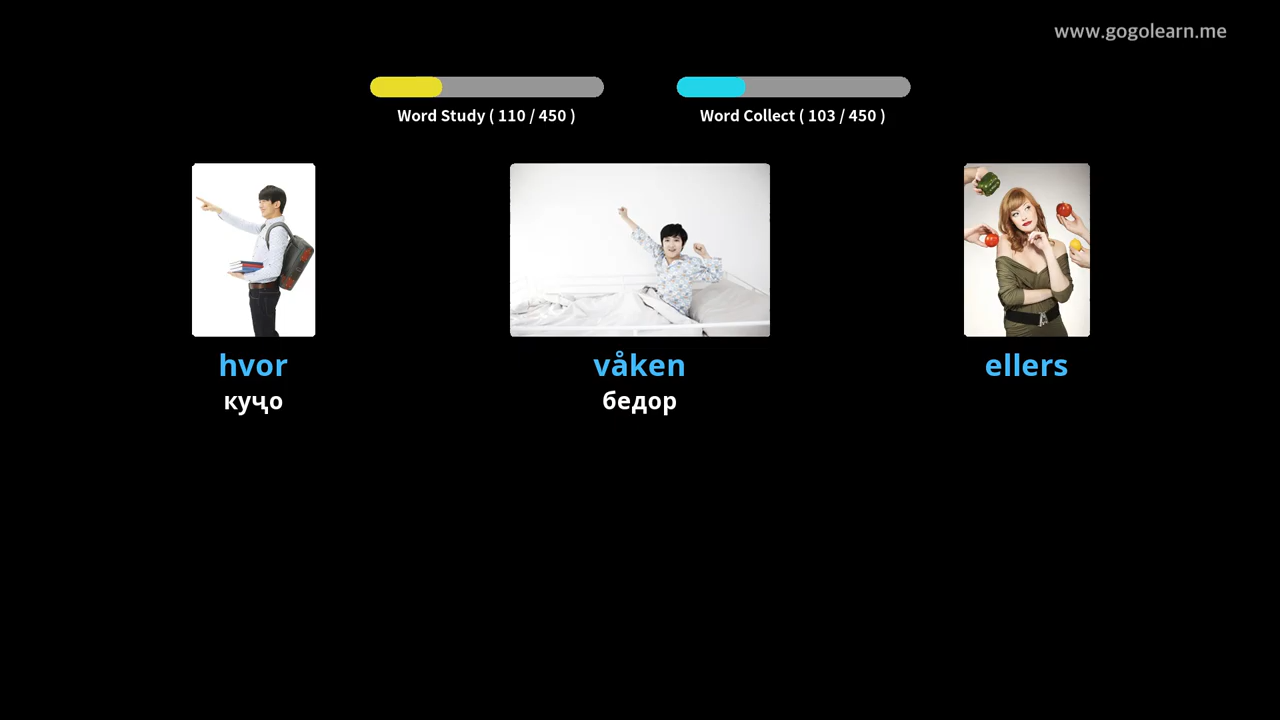 www.gogolearn.me
Word Study ( 110 / 450 )
Word Collect ( 103 / 450 )
hvor
våken
ellers
куҷо
бедор